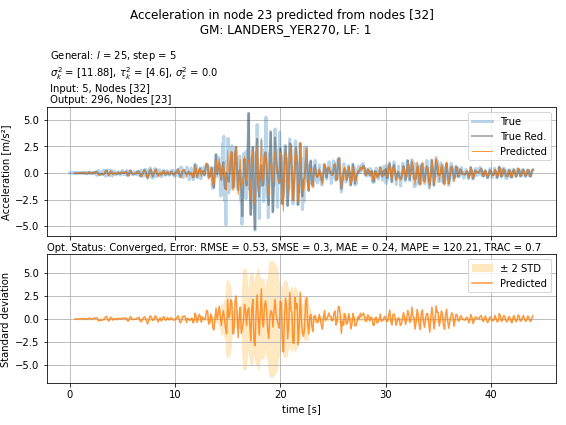 Acceleration in node 23 predicted from nodes [32]
GM: LANDERS_YER270, LF: 1
General: l = 25, step = 5
σ²ₖ = [11.88], τ²ₖ = [4.6], σ²ε = 0.0
Input: 5, Nodes [32]
Output: 296, Nodes [23]
Acceleration [m/s²]
5.0
2.5
0.0
−2.5
−5.0
True
True Red.
Predicted
Opt. Status: Converged, Error: RMSE = 0.53, SMSE = 0.3, MAE = 0.24, MAPE = 120.21, TRAC = 0.7
Standard deviation
5.0
2.5
0.0
−2.5
−5.0
± 2 STD
Predicted
0
10
20
30
40
time [s]